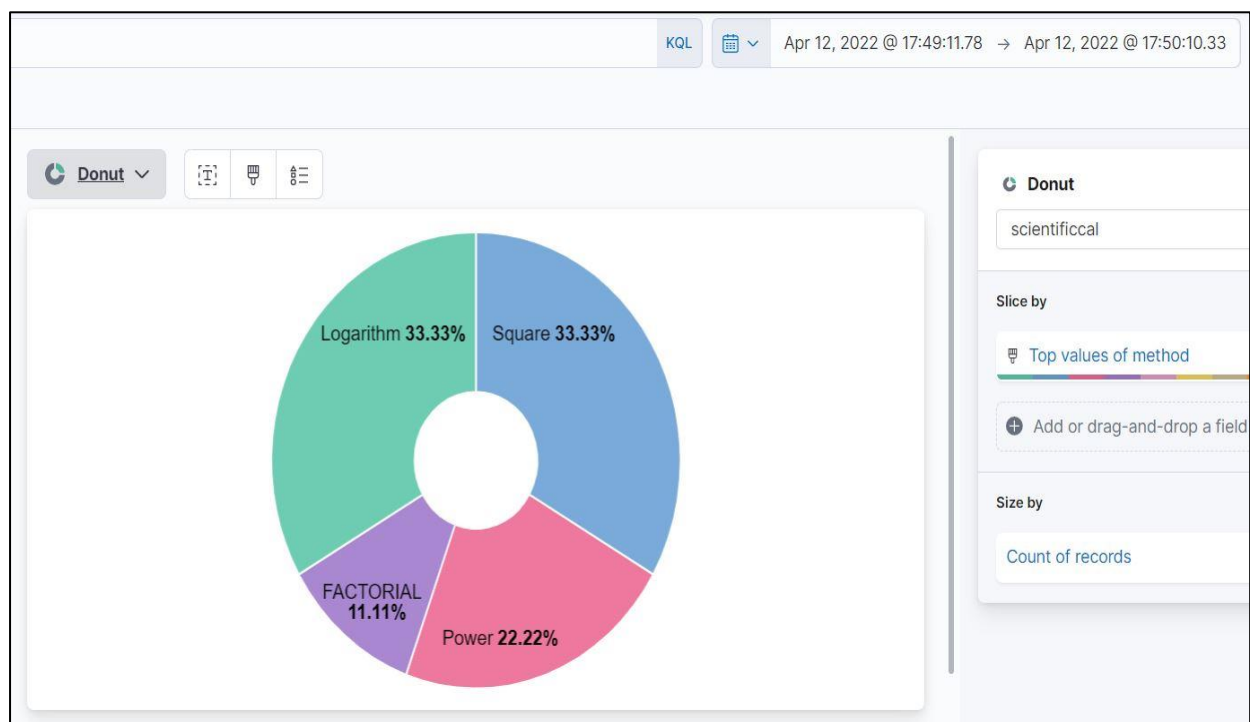 KQL
Apr 12, 2022 @ 17:49:11.78 → Apr 12, 2022 @ 17:50:10.33
Donut
T
Logarithm 33.33%
Square 33.33%
FACTORIAL
11.11%
Power 22.22%
Donut
scientificcal
Slice by
Top values of method
Add or drag-and-drop a field
Size by
Count of records